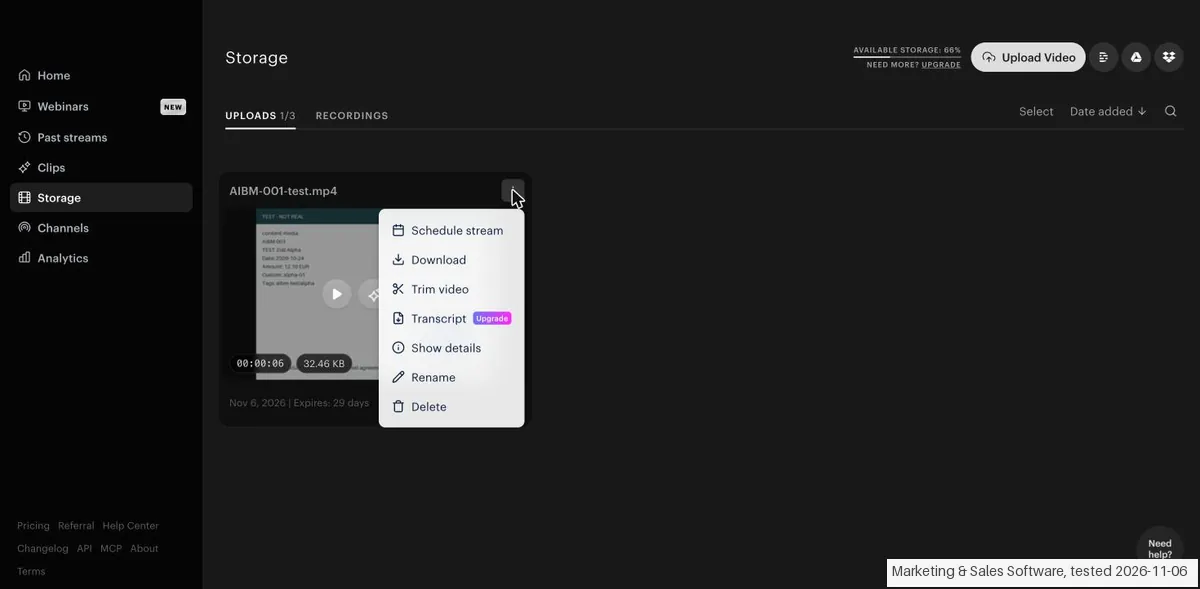 Storage
AVAILABLE STORAGE: 66%
NEED MORE? UPGRADE
Upload Video
Home
Webinars NEW
Past streams
Clips
Storage
Channels
Analytics
UPLOADS 1/3 RECORDINGS
Select Date added
AIBM-001-test.mp4
TEST - NOT REAL
Schedule stream
Download
Trim video
Transcript Upgrade
Show details
Rename
Delete
00:00:06 32.46 KB
Nov 6, 2026 | Expires: 29 days
Pricing Referral Help Center
Changelog API MCP About
Terms
Need
help?
Marketing & Sales Software, tested 2026-11-06